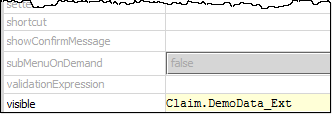 shortcut
showConfirmMessage
subMenuOnDemand false
validationExpression
visible Claim.DemoData_Ext